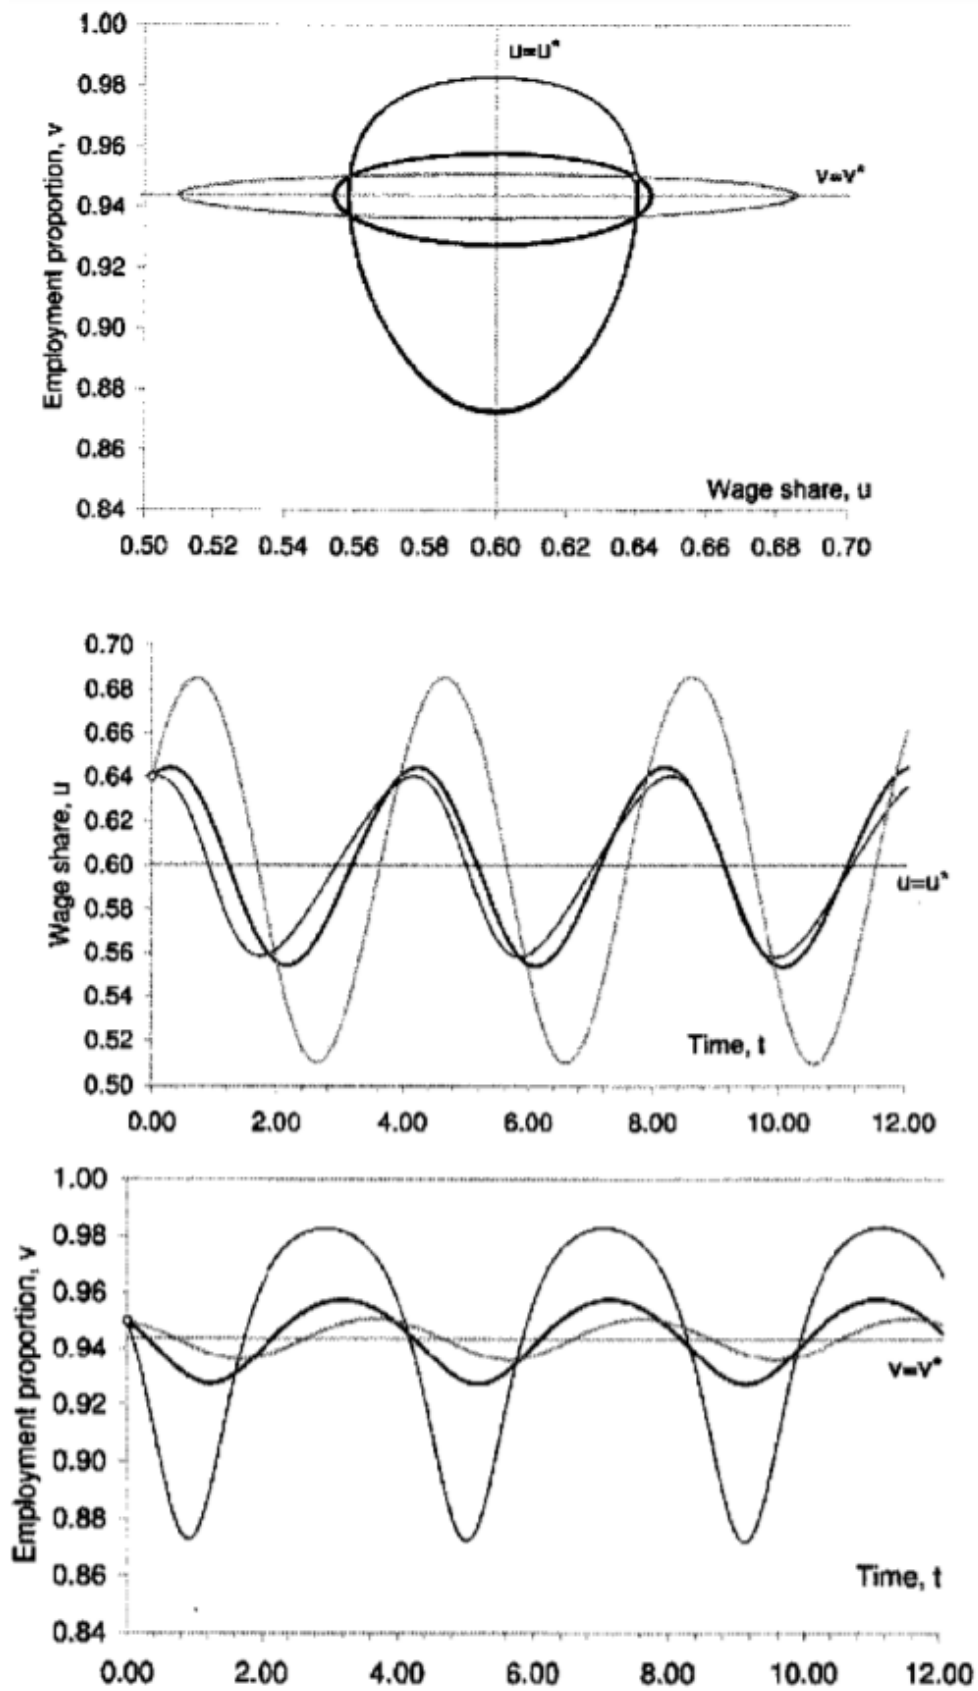 1.00
u=u*
0.98
0.96
v=v*
0.94
0.92
0.90
0.88
0.86
0.84
Employment proportion, v
Wage share, u
0.50 0.52 0.54 0.56 0.58 0.60 0.62 0.64 0.66 0.68 0.70
0.70
0.68
0.66
0.64
0.62
0.60
u=u*
0.58
0.56
0.54
0.52
0.50
Wage share, u
Time, t
0.00 2.00 4.00 6.00 8.00 10.00 12.00
1.00
0.98
0.96
0.94
v=v*
0.92
0.90
0.88
0.86
0.84
Employment proportion, v
Time, t
0.00 2.00 4.00 6.00 8.00 10.00 12.00